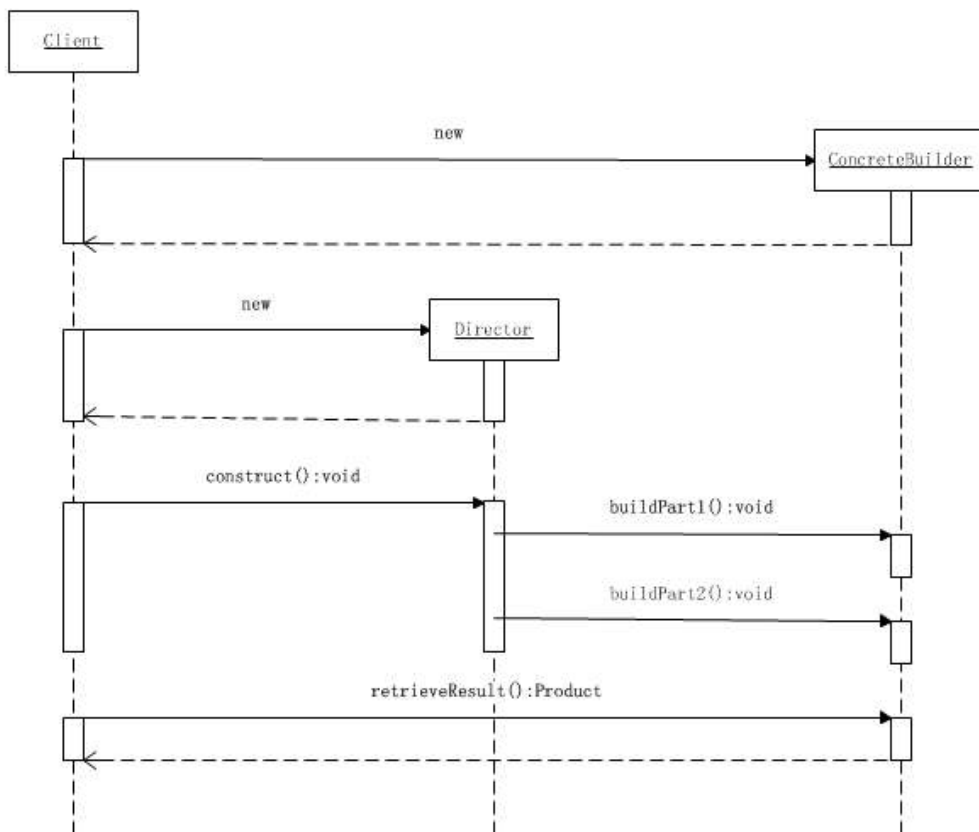 Client
new
ConcreteBuilder
new
Director
construct():void
buildPart1():void
buildPart2():void
retrieveResult():Product